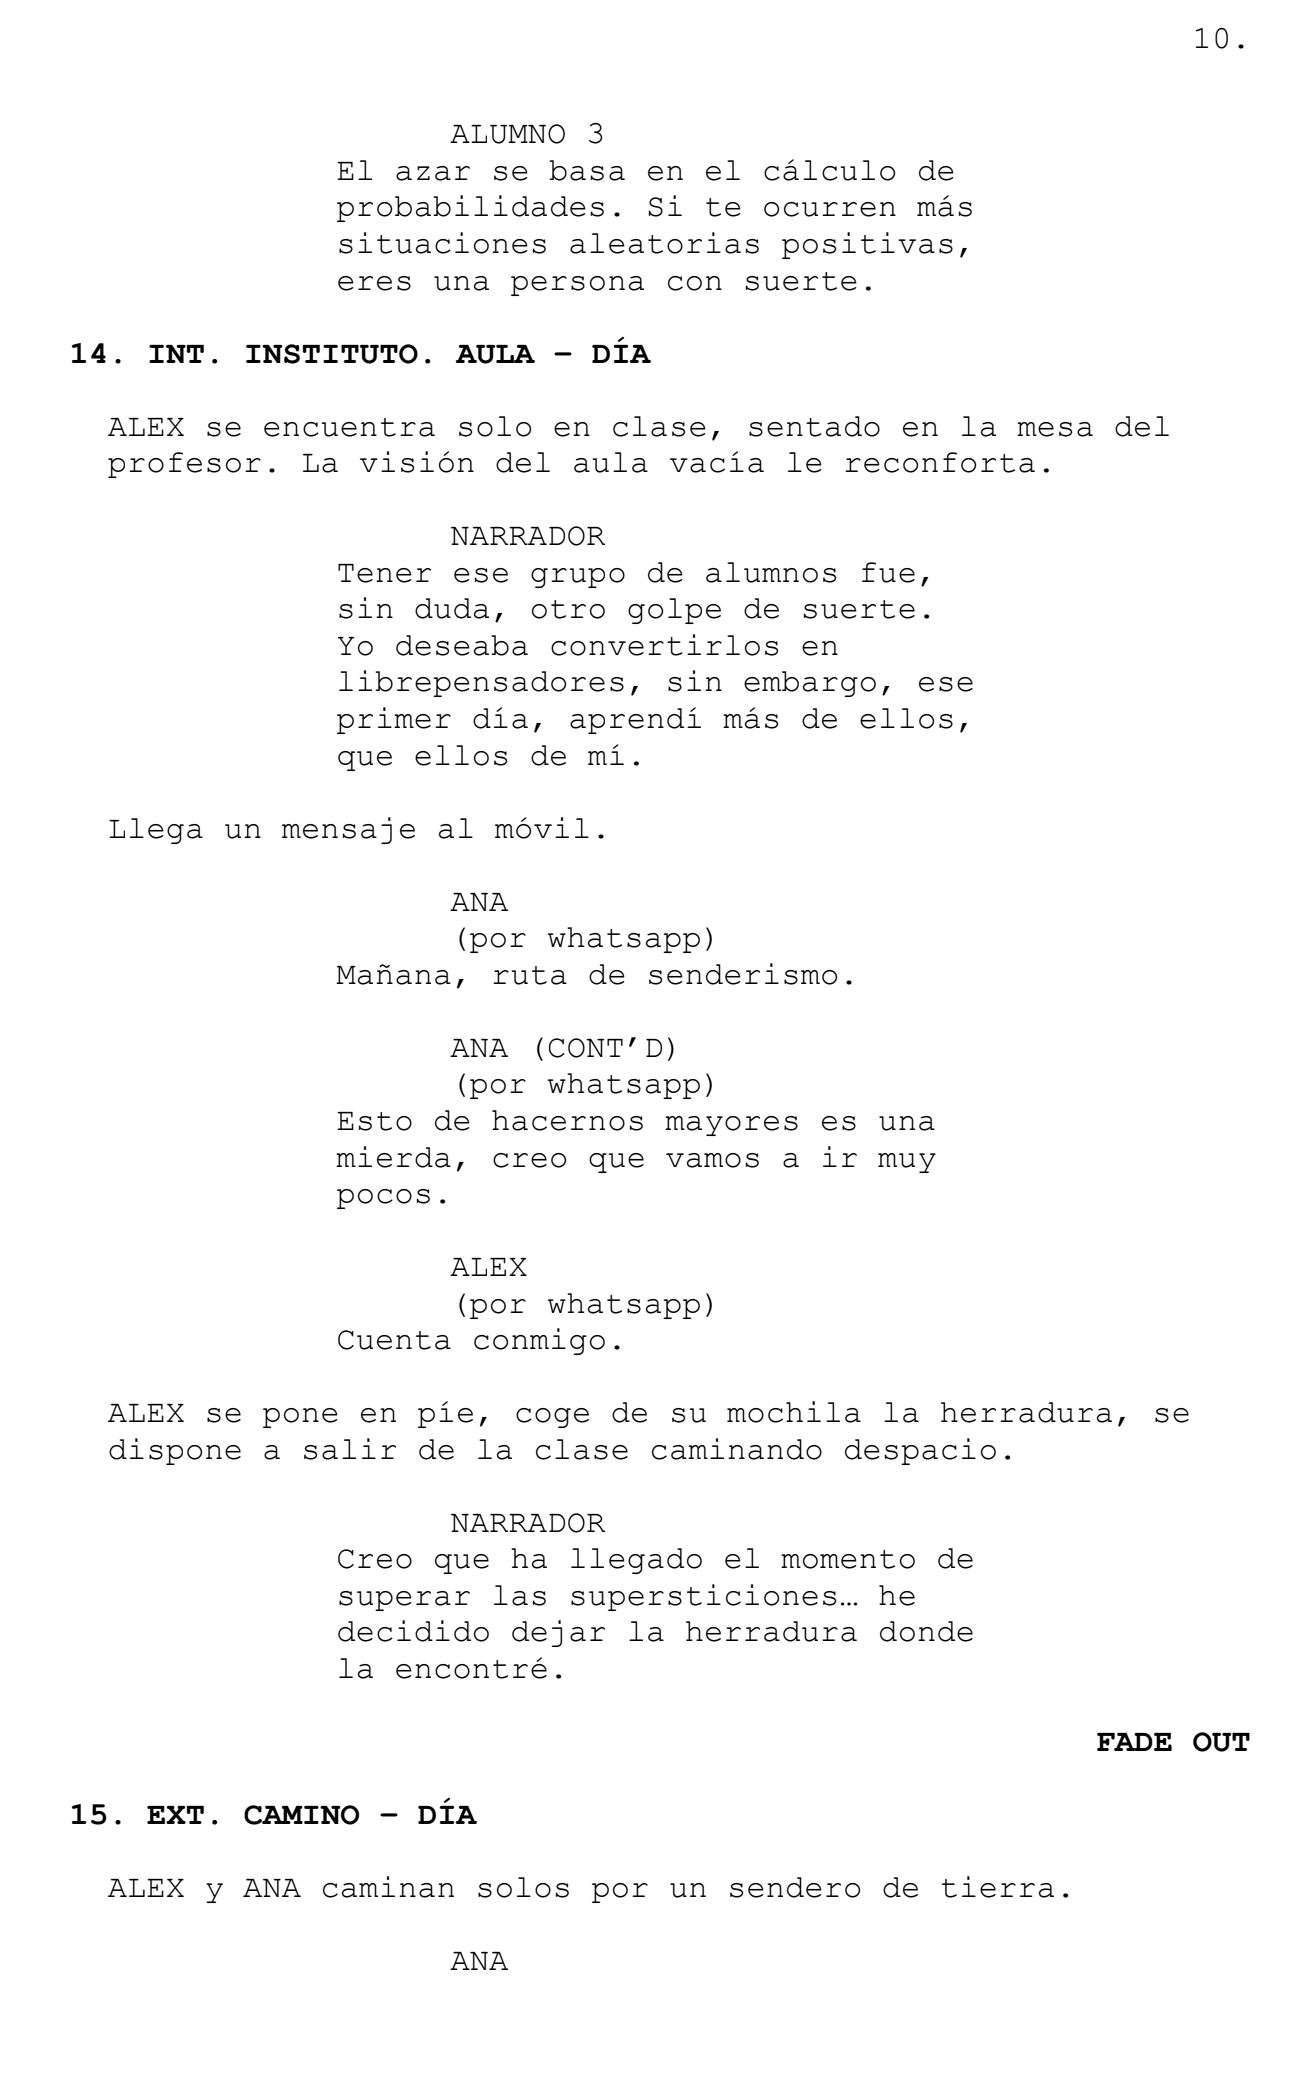 10.
ALUMNO 3
El azar se basa en el cálculo de
probabilidades. Si te ocurren más
situaciones aleatorias positivas,
eres una persona con suerte.
14. INT. INSTITUTO. AULA – DÍA
ALEX se encuentra solo en clase, sentado en la mesa del
profesor. La visión del aula vacía le reconforta.
NARRADOR
Tener ese grupo de alumnos fue,
sin duda, otro golpe de suerte.
Yo deseaba convertirlos en
librepensadores, sin embargo, ese
primer día, aprendí más de ellos,
que ellos de mí.
Llega un mensaje al móvil.
ANA
(por whatsapp)
Mañana, ruta de senderismo.
ANA (CONT’D)
(por whatsapp)
Esto de hacernos mayores es una
mierda, creo que vamos a ir muy
pocos.
ALEX
(por whatsapp)
Cuenta conmigo.
ALEX se pone en píe, coge de su mochila la herradura, se
dispone a salir de la clase caminando despacio.
NARRADOR
Creo que ha llegado el momento de
superar las supersticiones… he
decidido dejar la herradura donde
la encontré.
FADE OUT
15. EXT. CAMINO – DÍA
ALEX y ANA caminan solos por un sendero de tierra.
ANA